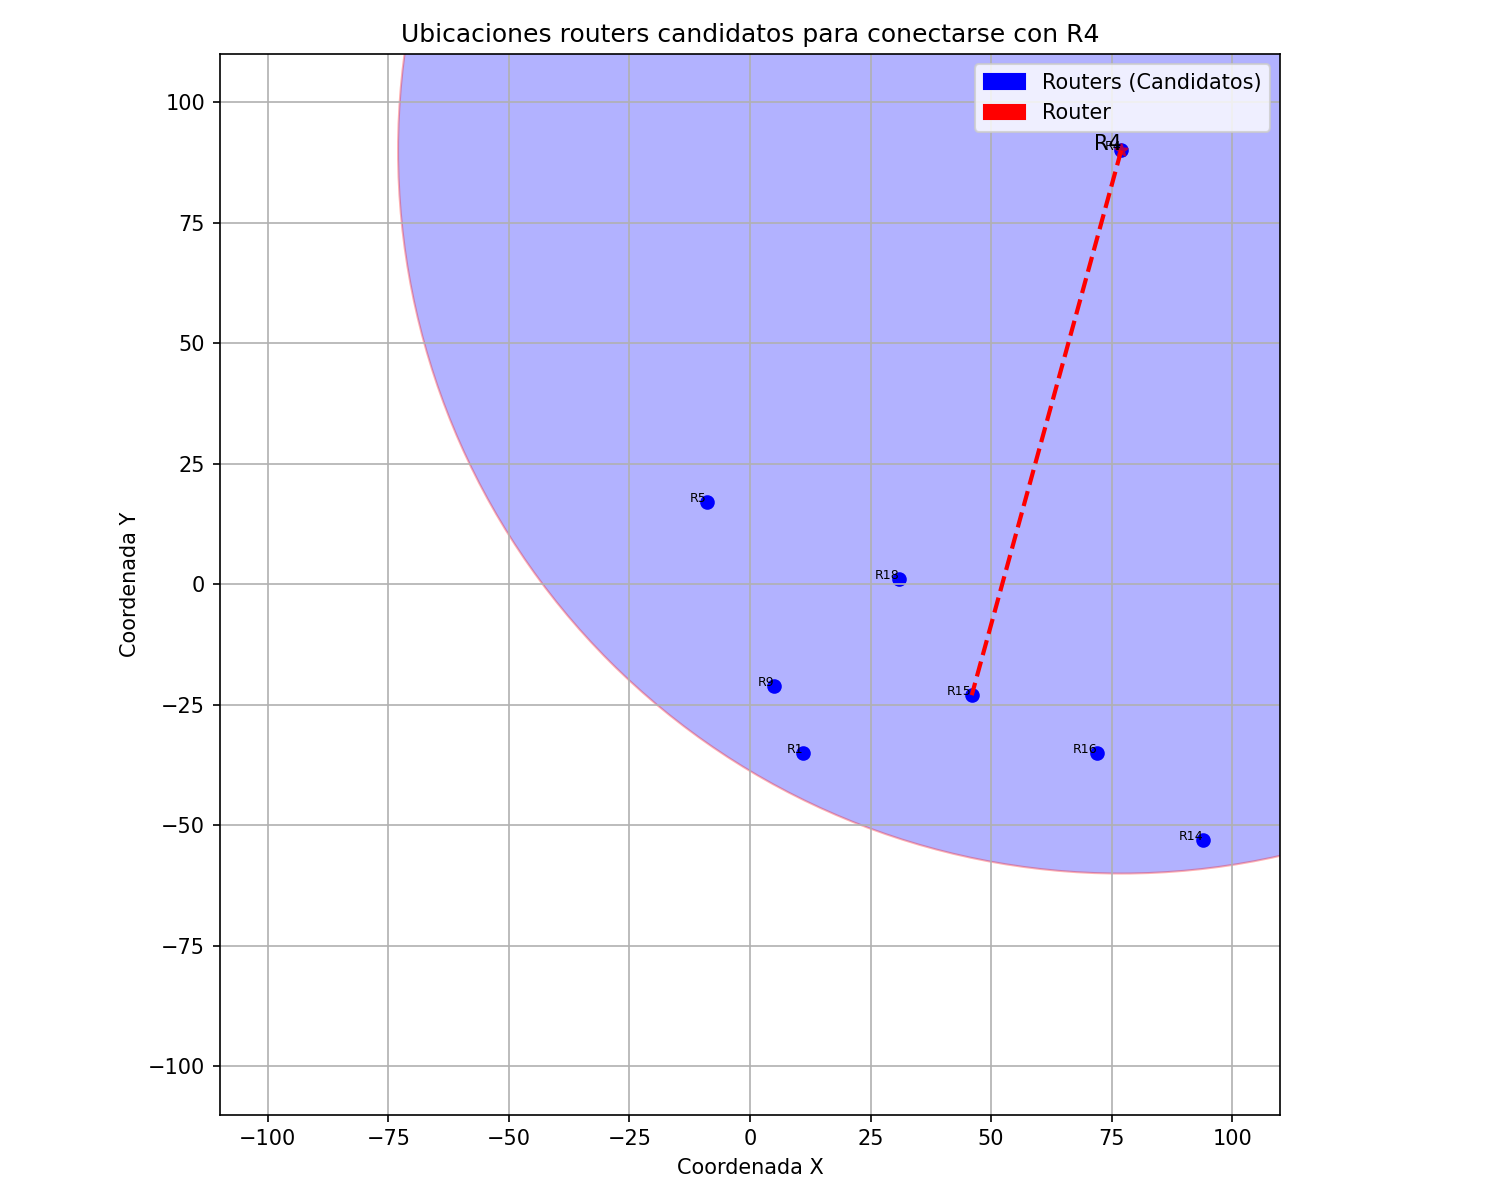 Ubicaciones routers candidatos para conectarse con R4
Routers (Candidatos)
Router
R4
R5
R18
R9
R15
R1
R16
R14
100
75
50
25
0
−25
−50
−75
−100
Coordenada Y
−100 −75 −50 −25 0 25 50 75 100
Coordenada X